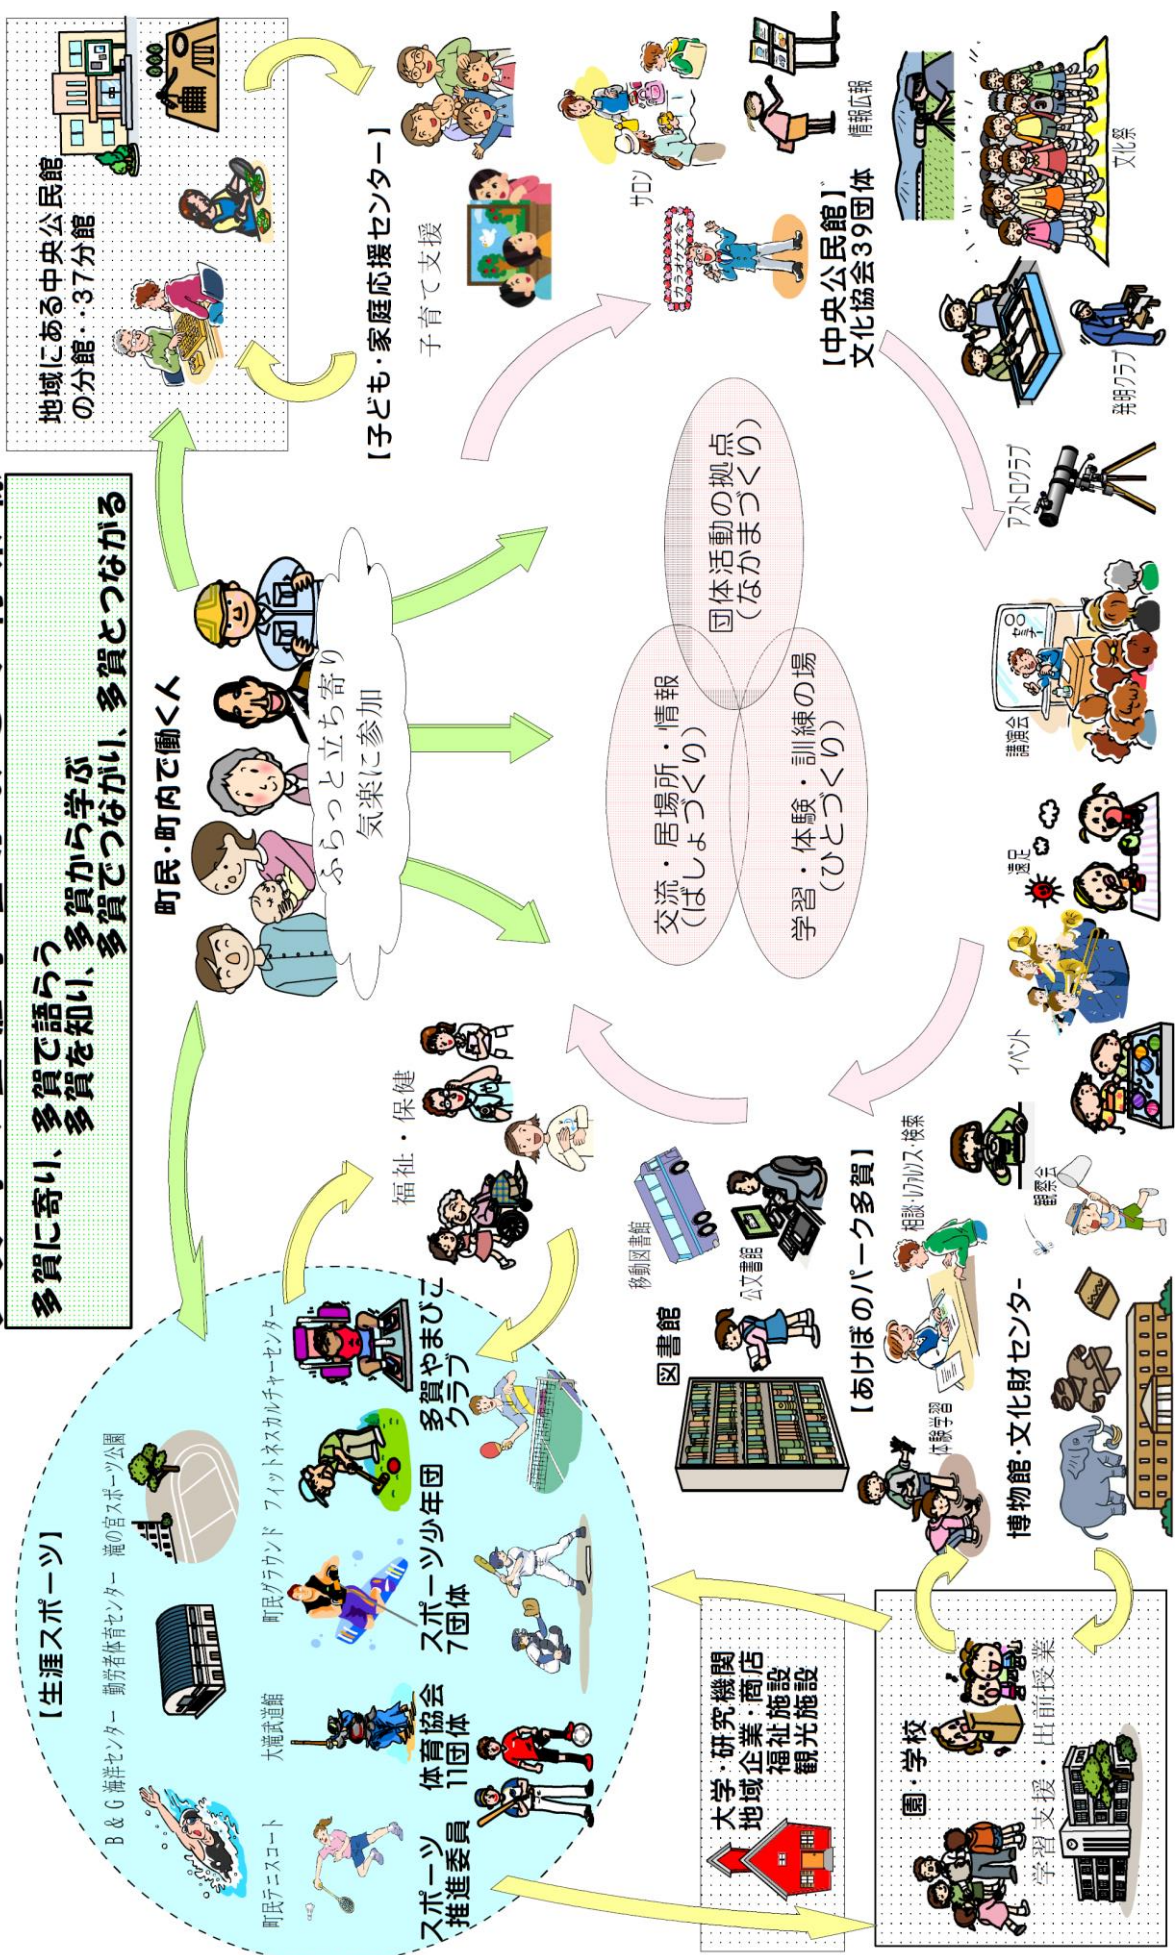 多賀に寄り、多賀で語らう
多賀を知り、多賀から学ぶ
多賀でつながり、多賀とつながる
【生涯スポーツ】
B & G 海洋センター 勤労者体育センター 滝の宮スポーツ公園
町民テニスコート 大滝武道館 町民グラウンド フィットネスカルチャーセンター
スポーツ
推進委員
体育協会
11団体
スポーツ少年団
7団体
多賀やまびこ
クラブ
町民・町内で働く人
ふらっと立ち寄り
気楽に参加
地域にある中央公民館
の分館・・37分館
【子ども・家庭応援センター】
子育て支援
福祉・保健
サロン
カラオケ大会
情報広報
【中央公民館】
文化協会39団体
文化祭
発明クラブ
アストロクラブ
交流・居場所・情報
(ばしょづくり)
団体活動の拠点
(なかまづくり)
学習・体験・訓練の場
(ひとづくり)
大学・研究機関
地域 企業・商店
福祉施設
観光施設
図書館
移動図書館
公文書館
【あけぼのパーク多賀】
相談・レファレンス・検索
体験学習
博物館・文化財センター
観察会
イベント
遠足
講演会
○○
セミナー
園・学校
学習支援・出前授業